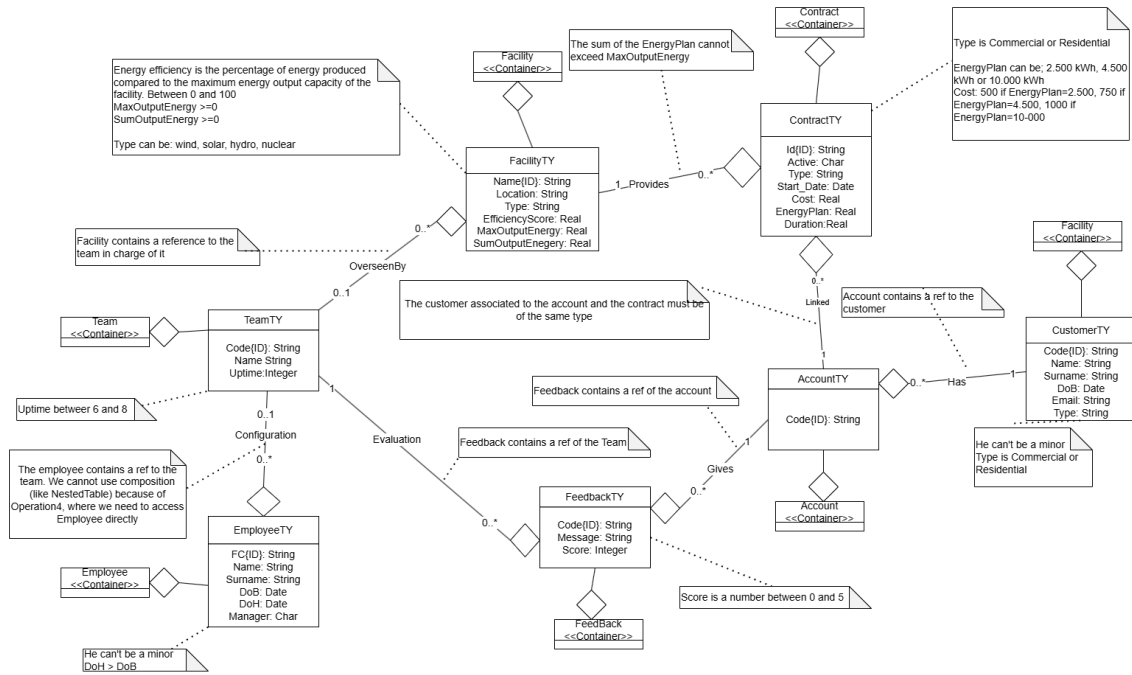 Contract
<<Container>>
Type is Commercial or Residential
EnergyPlan can be; 2.500 kWh, 4.500
kWh or 10.000 kWh
Cost: 500 if EnergyPlan=2.500, 750 if
EnergyPlan=4.500, 1000 if
EnergyPlan=10-000
The sum of the EnergyPlan cannot
exceed MaxOutputEnergy
Facility
<<Container>>
Energy efficiency is the percentage of energy produced
compared to the maximum energy output capacity of the
facility. Between 0 and 100
MaxOutputEnergy >=0
SumOutputEnergy >=0
Type can be: wind, solar, hydro, nuclear
ContractTY
Id{ID}: String
Active: Char
Type: String
Start_Date: Date
Cost: Real
EnergyPlan: Real
Duration:Real
FacilityTY
Name{ID}: String
Location: String
Type: String
EfficiencyScore: Real
MaxOutputEnergy: Real
SumOutputEnegery: Real
1
Provides
0..*
0..*
OverseenBy
0..1
Facility contains a reference to the
team in charge of it
Facility
<<Container>>
0..*
Linked
1
The customer associated to the account and the contract must be
of the same type
Account contains a ref to the
customer
Team
<<Container>>
TeamTY
Code{ID}: String
Name String
Uptime:Integer
CustomerTY
Code{ID}: String
Name: String
Surname: String
DoB: Date
Email: String
Type: String
AccountTY
Code{ID}: String
0..*
Has
1
Uptime between 6 and 8
Feedback contains a ref of the account
1
Evaluation
0..*
0..1
Configuration
0..*
Feedback contains a ref of the Team
1
Gives
0..*
He can't be a minor
Type is Commercial or
Residential
The employee contains a ref to the
team. We cannot use composition
(like NestedTable) because of
Operation4, where we need to access
Employee directly
FeedbackTY
Code{ID}: String
Message: String
Score: Integer
Account
<<Container>>
EmployeeTY
FC{ID}: String
Name: String
Surname: String
DoB: Date
DoH: Date
Manager: Char
Employee
<<Container>>
Score is a number between 0 and 5
FeedBack
<<Container>>
He can't be a minor
DoH > DoB